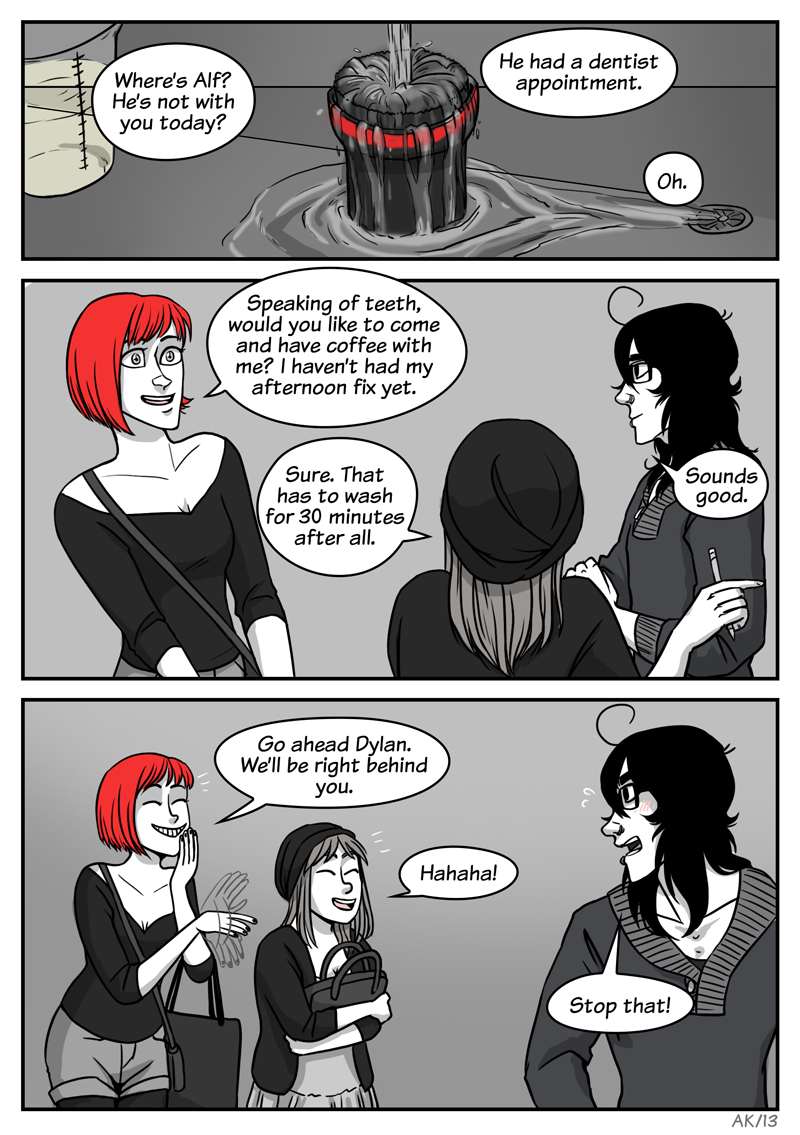 Where's Alf?
He's not with
you today?
He had a dentist
appointment.
Oh.
Speaking of teeth,
would you like to come
and have coffee with
me? I haven't had my
afternoon fix yet.
Sure. That
has to wash
for 30 minutes
after all.
Sounds
good.
Go ahead Dylan.
We'll be right behind
you.
Hahaha!
Stop that!
AK/13